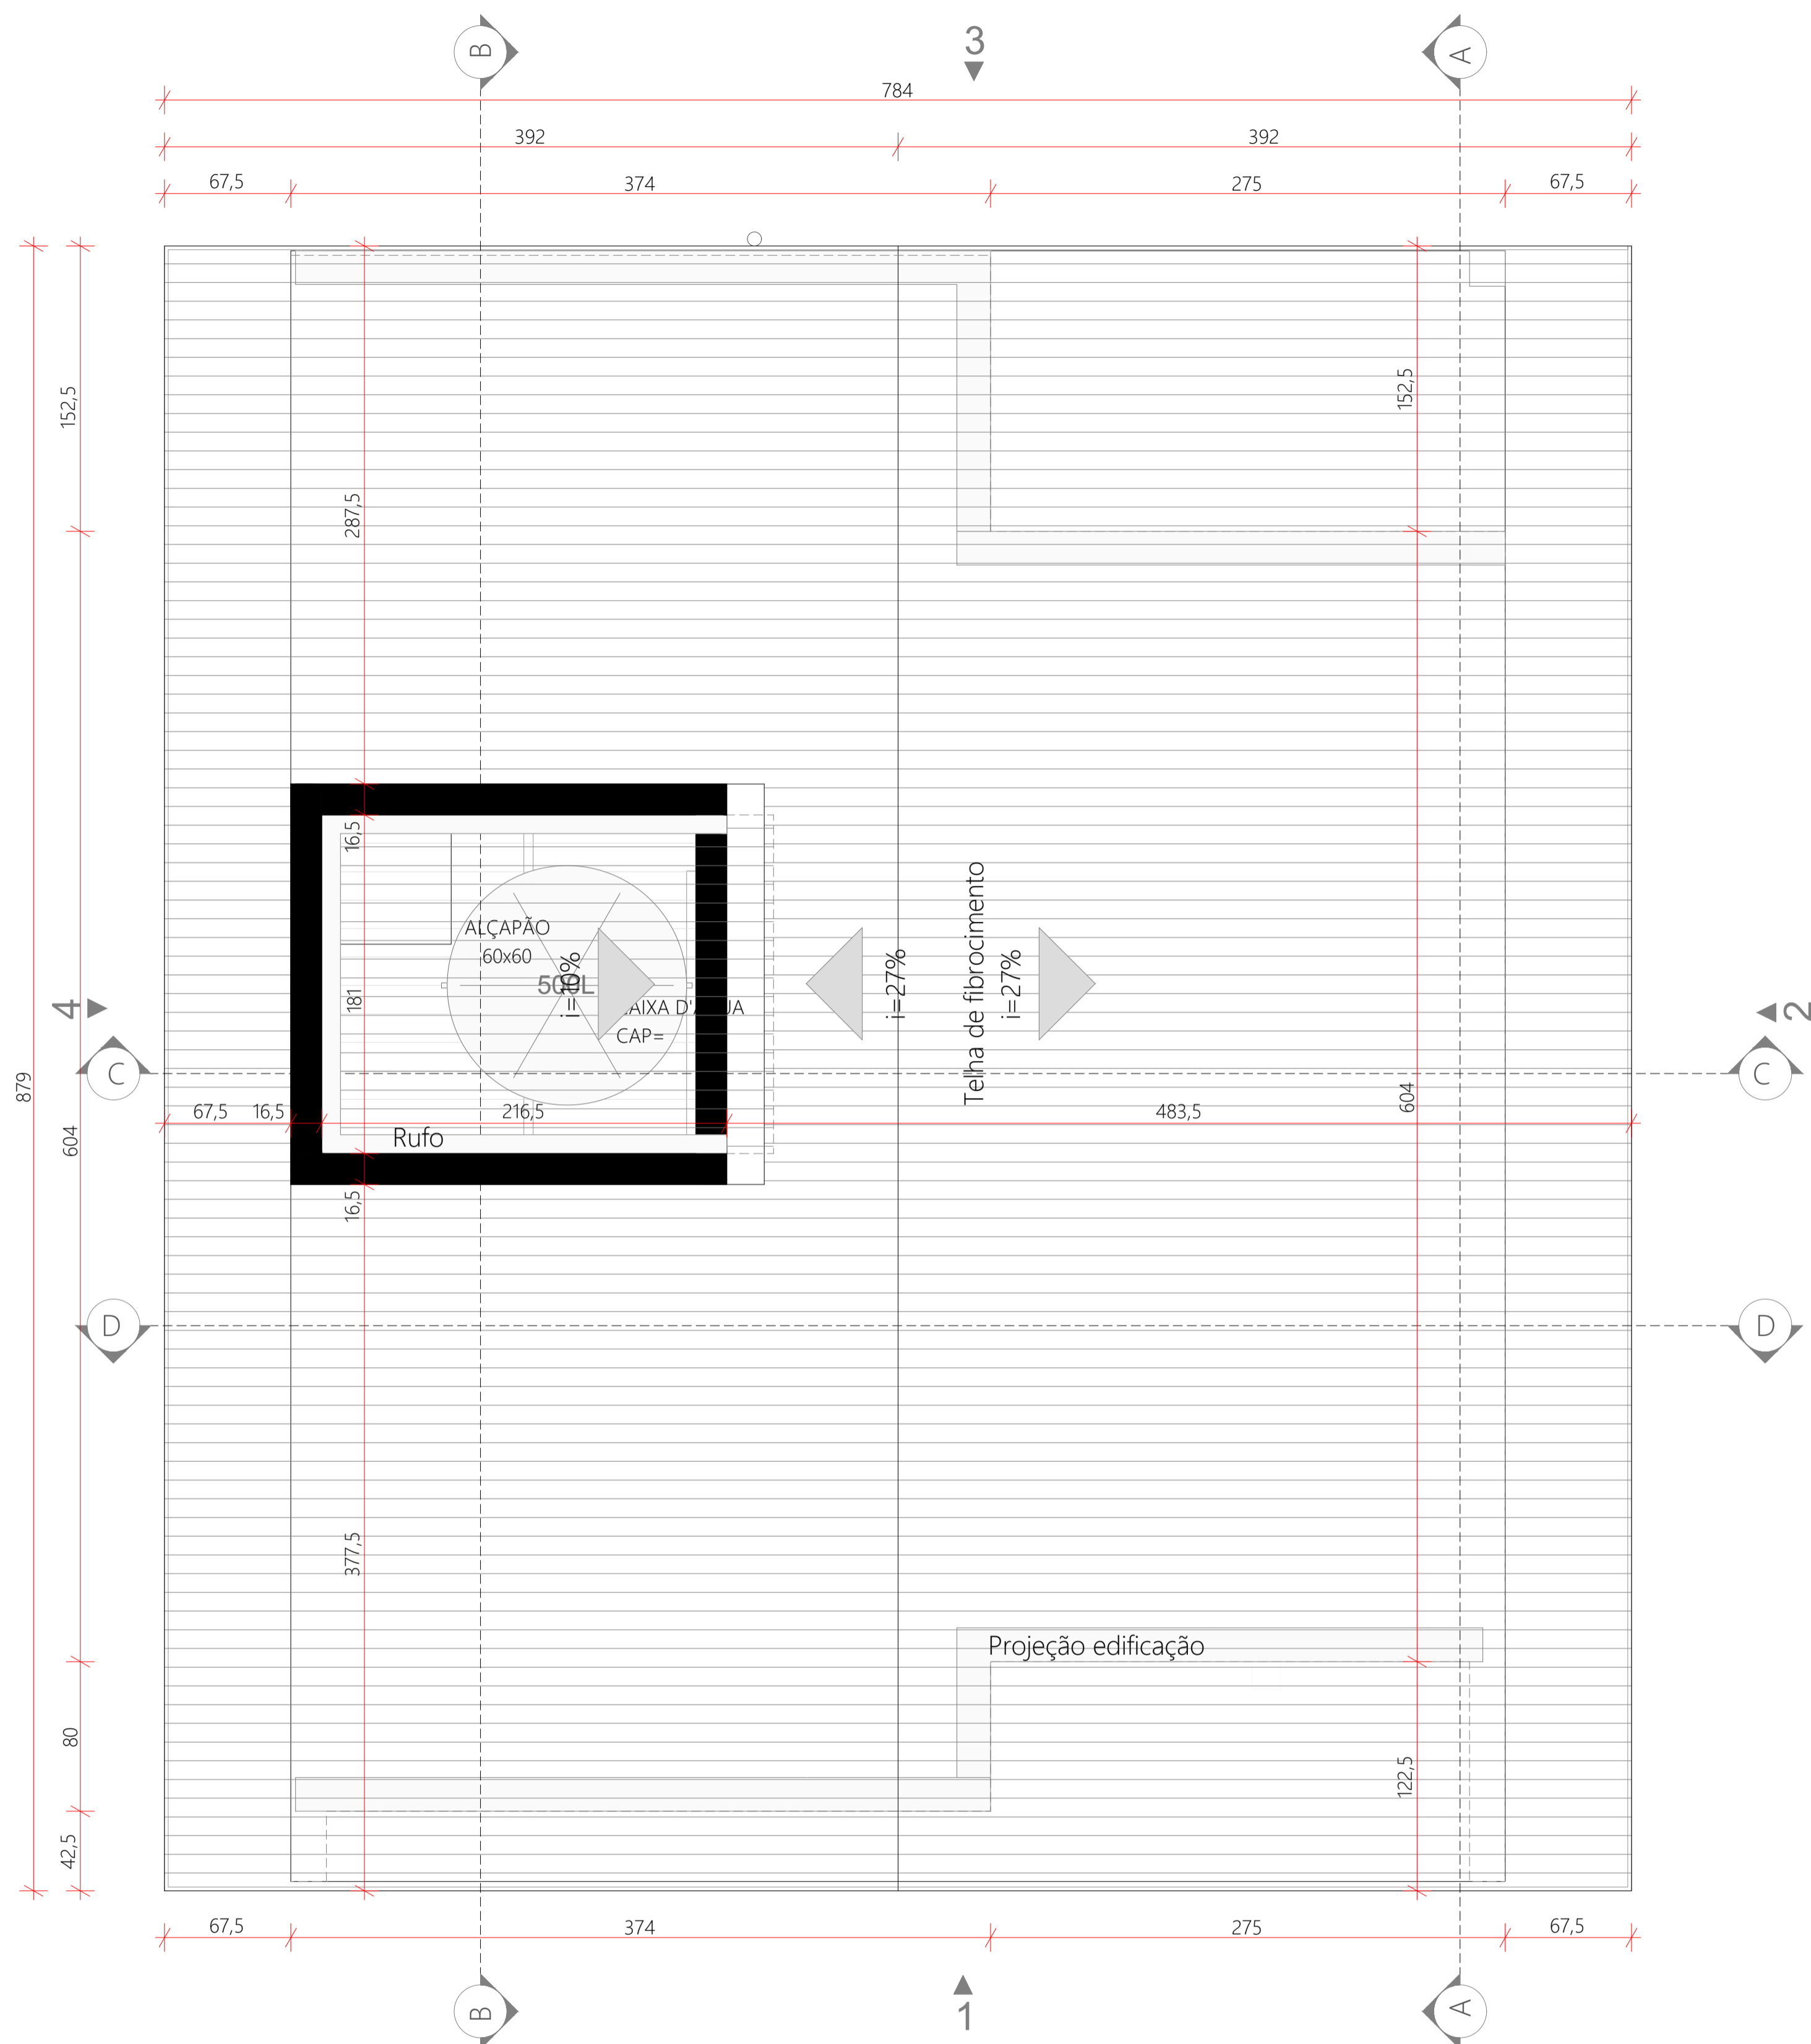 B
3
A
784
392
392
67,5
374
275
67,5
152,5
152,5
287,5
16,5
ALÇAPÃO
60x60
500L
i=10%
i=27%
Telha de fibrocimento
i=27%
181
CAP=
4
2
C
C
879
604
604
67,5
16,5
216,5
483,5
Rufo
16,5
D
D
377,5
Projeção edificação
80
122,5
42,5
67,5
374
275
67,5
B
1
A